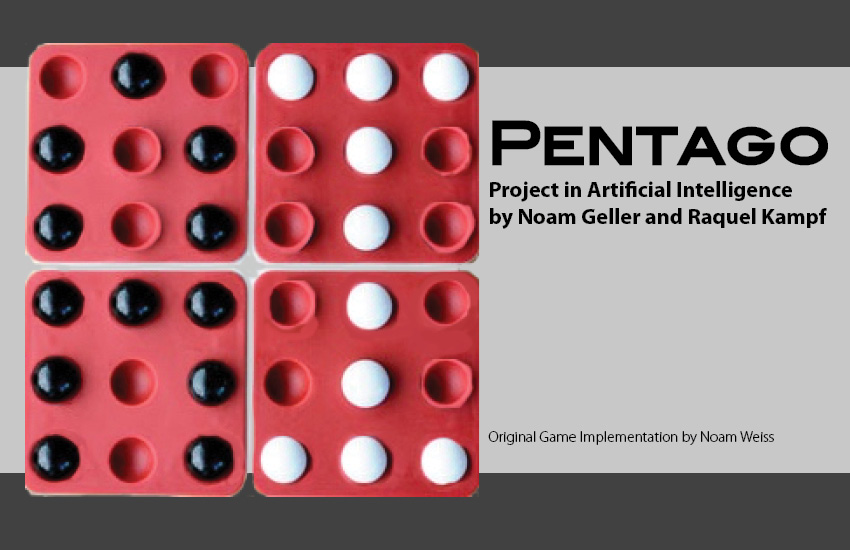 PENTAGO
Project in Artificial Intelligence
by Noam Geller and Raquel Kampf
Original Game Implementation by Noam Weiss